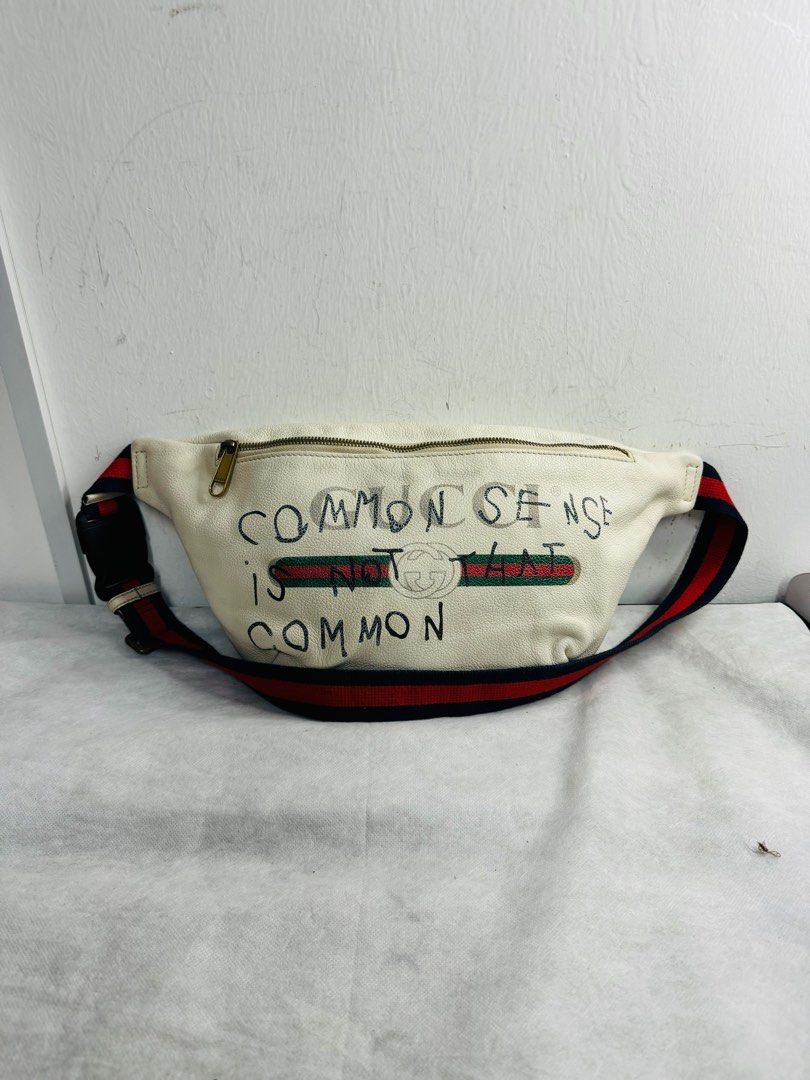 GUCCI
COMMON SENSE
iS NOT THAT
COMMON